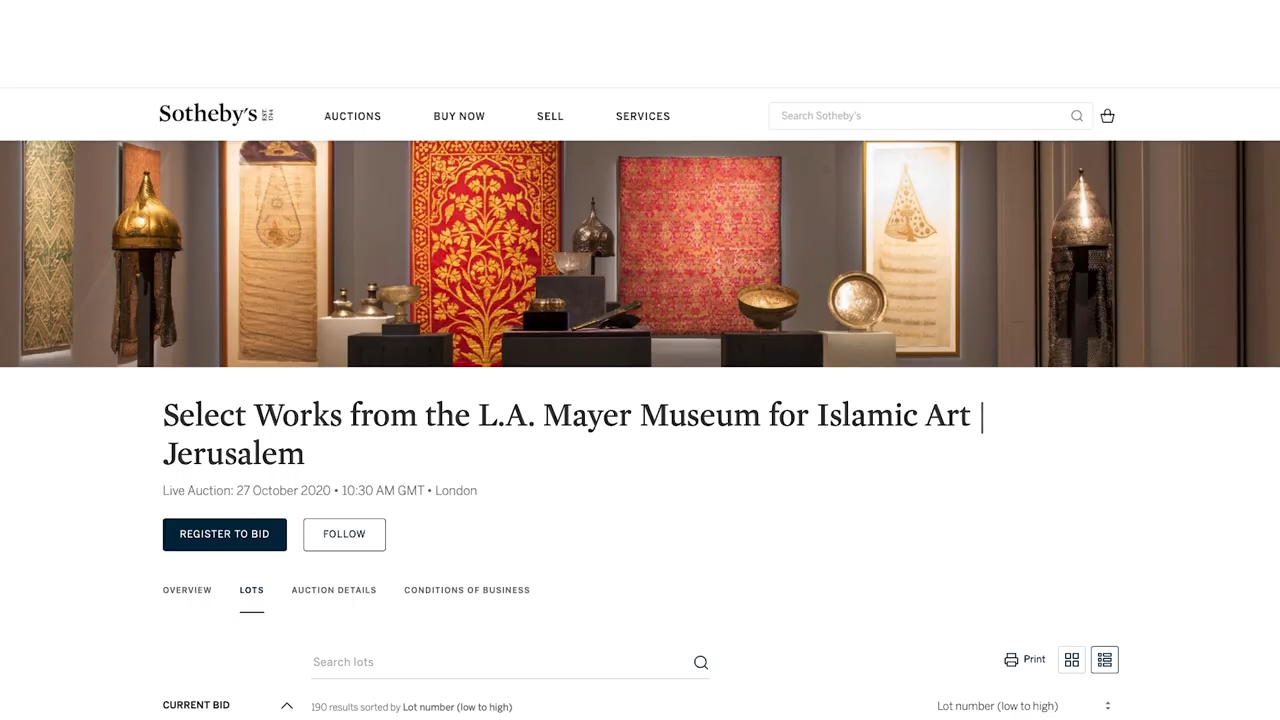 Sotheby's EST. 1744
AUCTIONS
BUY NOW
SELL
SERVICES
Search Sotheby's
Select Works from the L.A. Mayer Museum for Islamic Art |
Jerusalem
Live Auction: 27 October 2020 • 10:30 AM GMT • London
REGISTER TO BID
FOLLOW
OVERVIEW
LOTS
AUCTION DETAILS
CONDITIONS OF BUSINESS
Search lots
Print
CURRENT BID
190 results sorted by Lot number (low to high)
Lot number (low to high)